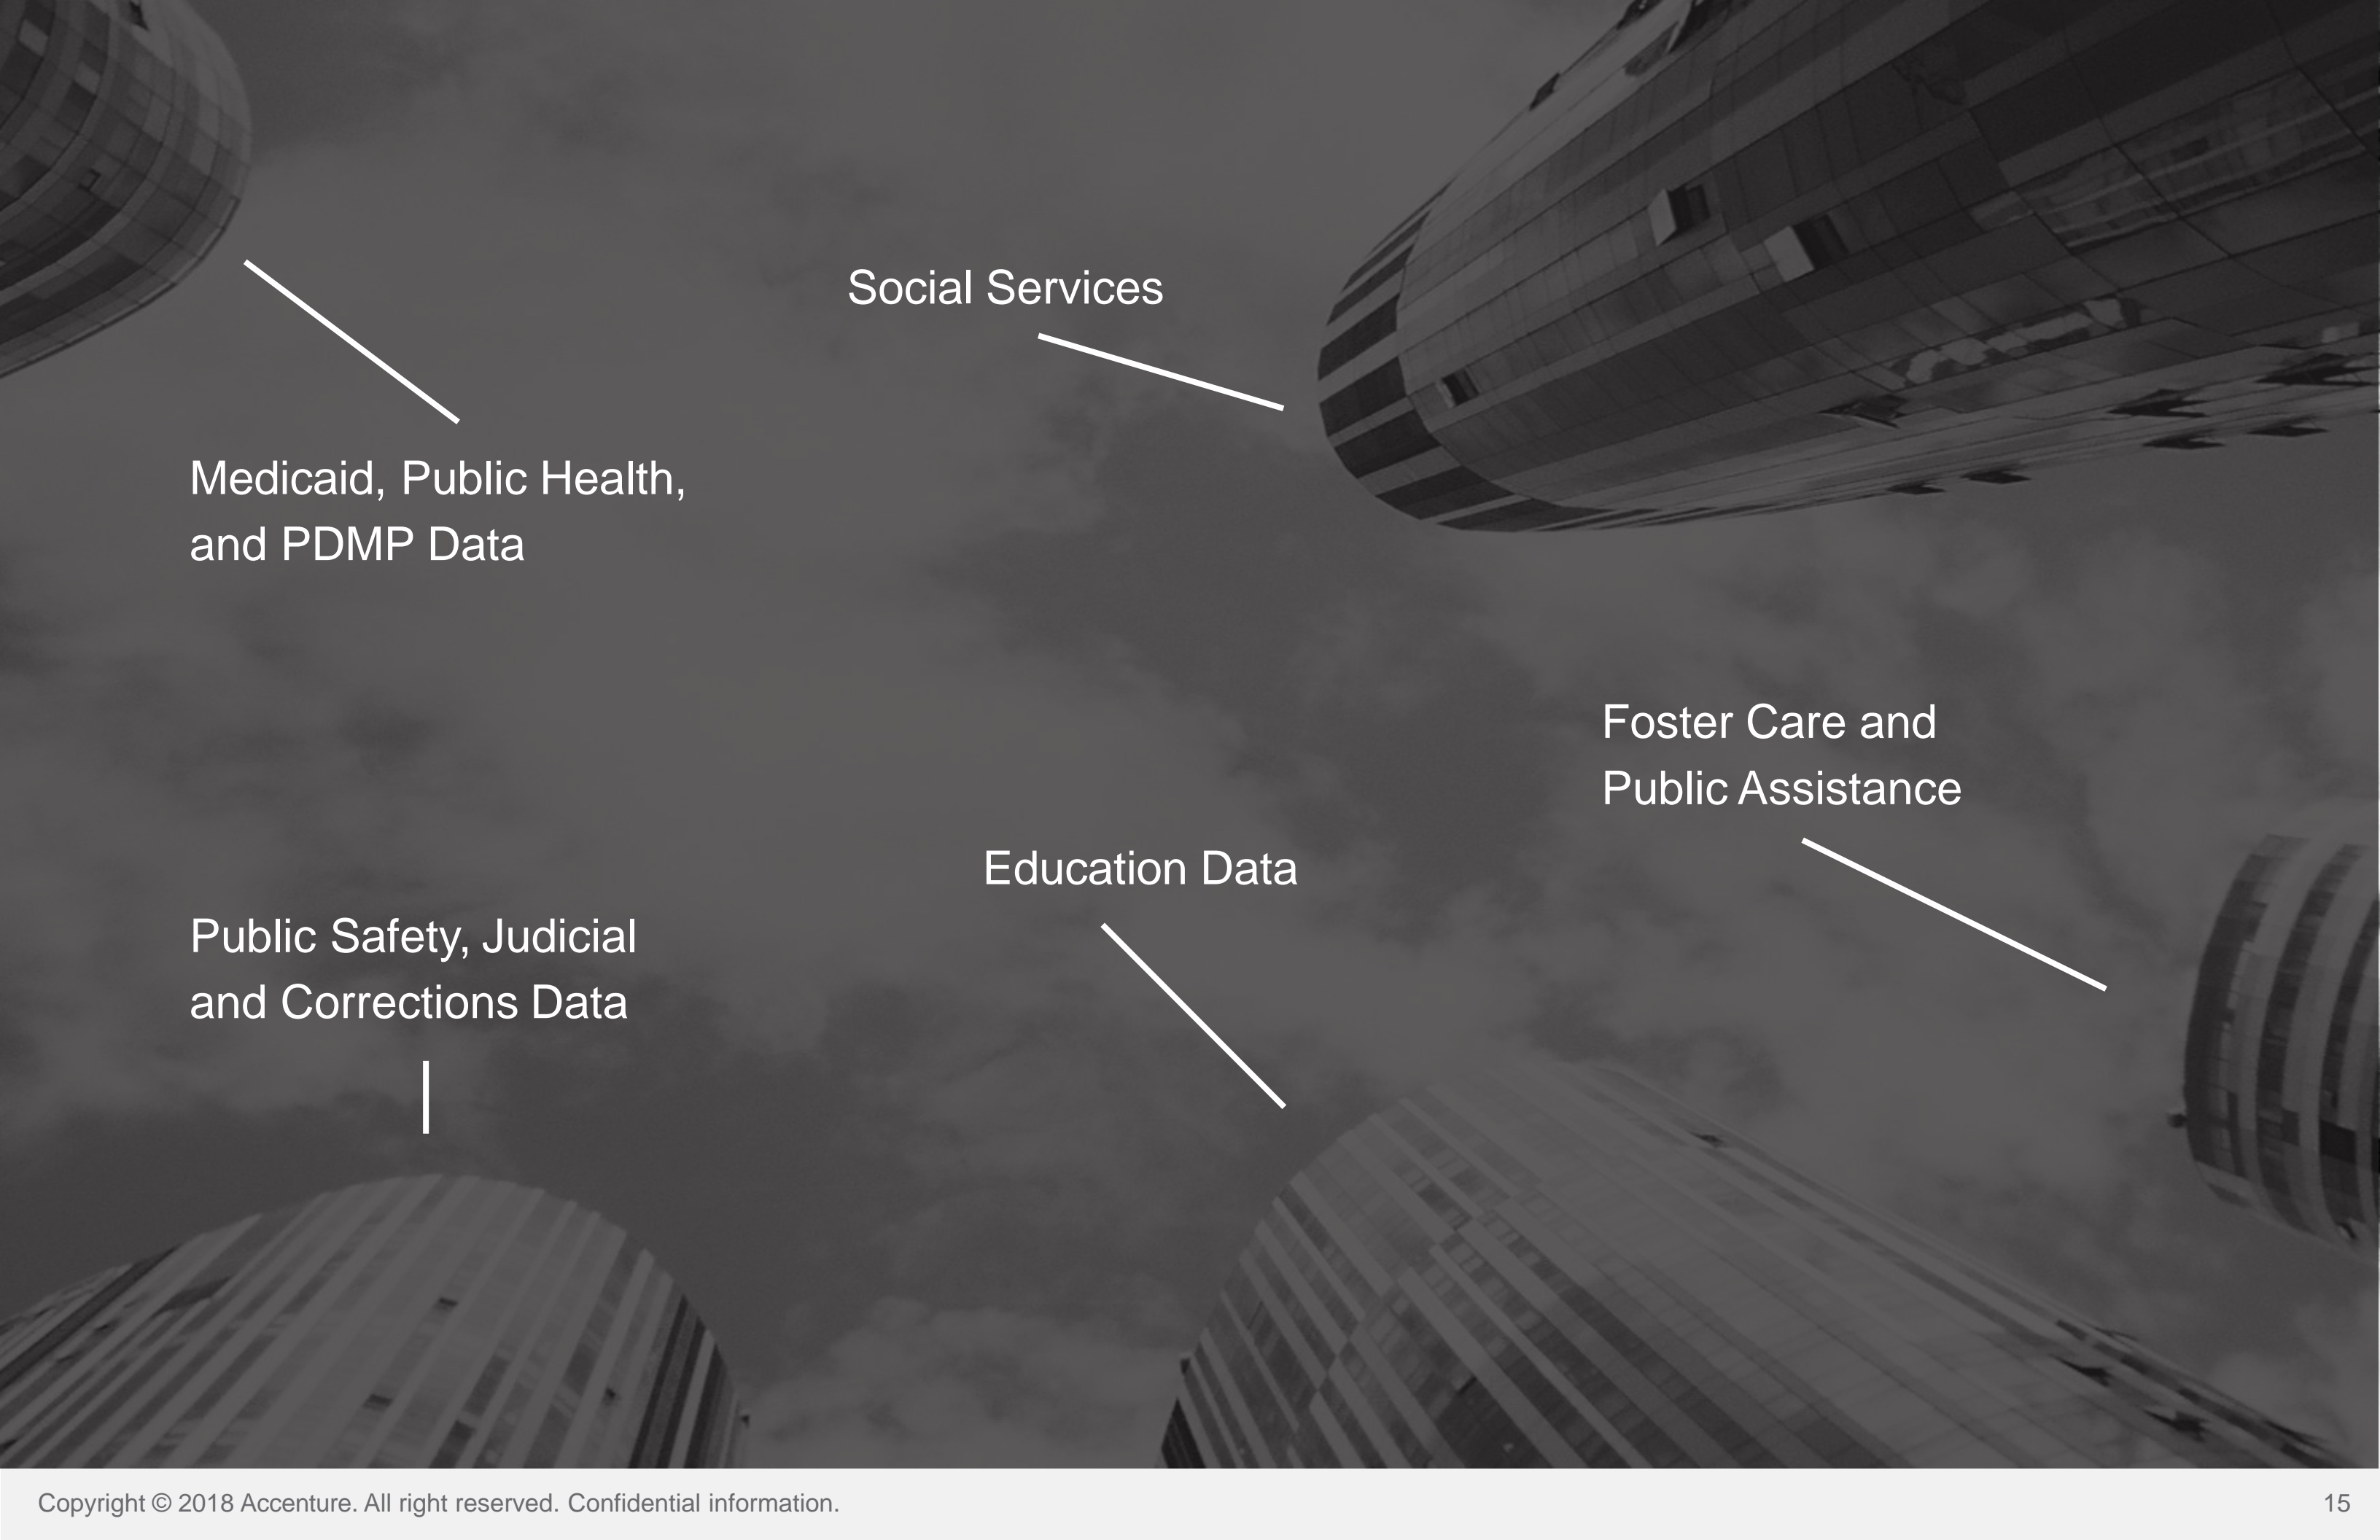 Social Services
Medicaid, Public Health,
and PDMP Data
Foster Care and
Public Assistance
Education Data
Public Safety, Judicial
and Corrections Data
Copyright © 2018 Accenture. All right reserved. Confidential information.
15